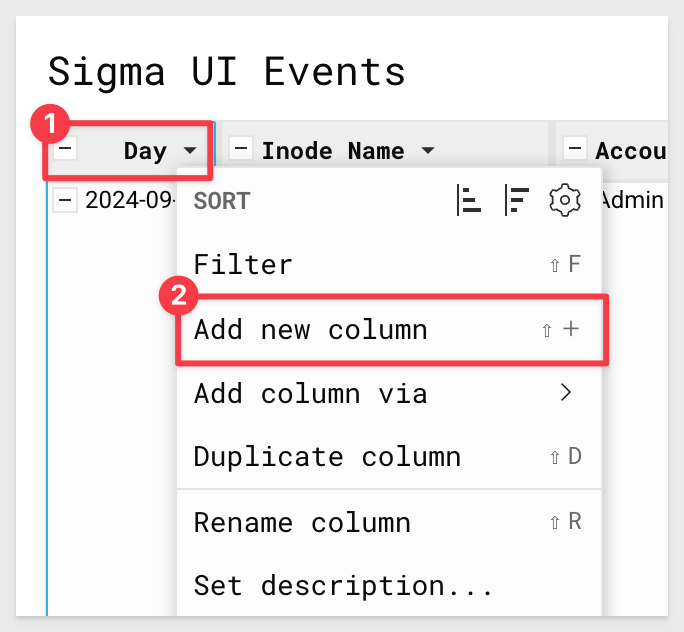 Sigma UI Events
1
Day Inode Name Accou
2024-09- Admin
SORT
Filter ⇧ F
2
Add new column ⇧ +
Add column via
Duplicate column ⇧ D
Rename column ⇧ R
Set description...